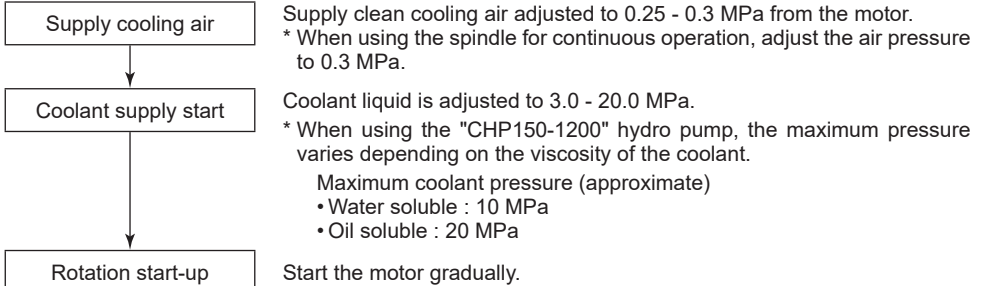 Supply cooling air
Supply clean cooling air adjusted to 0.25 - 0.3 MPa from the motor.
* When using the spindle for continuous operation, adjust the air pressure
to 0.3 MPa.
Coolant supply start
Coolant liquid is adjusted to 3.0 - 20.0 MPa.
* When using the "CHP150-1200" hydro pump, the maximum pressure
varies depending on the viscosity of the coolant.
Maximum coolant pressure (approximate)
• Water soluble : 10 MPa
• Oil soluble : 20 MPa
Rotation start-up
Start the motor gradually.